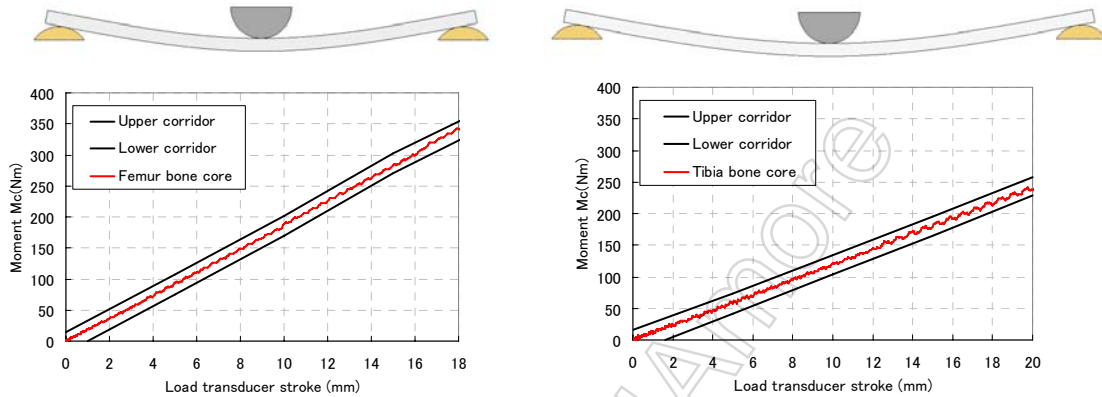 400
350
300
250
200
150
100
50
0
Moment Mc(Nm)
Upper corridor
Lower corridor
Femur bone core
0 2 4 6 8 10 12 14 16 18
Load transducer stroke (mm)
400
350
300
250
200
150
100
50
0
Moment Mc(Nm)
Upper corridor
Lower corridor
Tibia bone core
0 2 4 6 8 10 12 14 16 18 20
Load transducer stroke (mm)
Amore